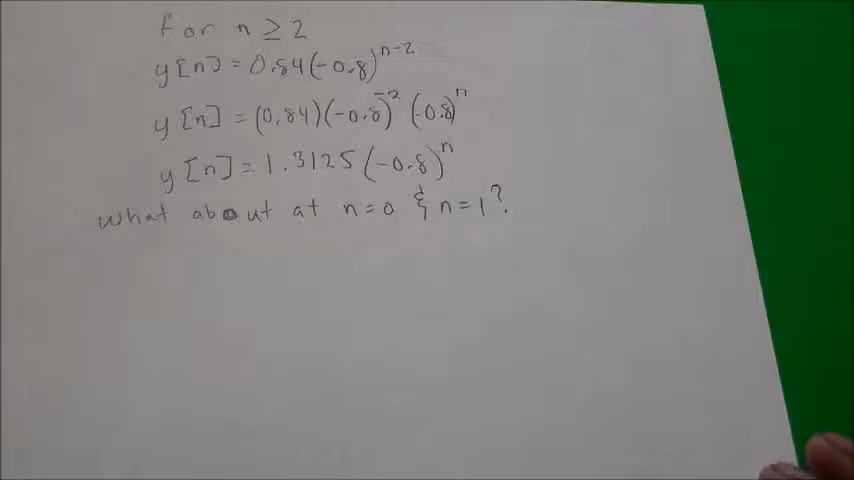 For n ≥ 2
y[n] = 0.84(-0.8)^{n-2}
y[n] = (0.84)(-0.8)^{-2} (-0.8)^n
y[n] = 1.3125 (-0.8)^n
what about at n=0 & n=1?